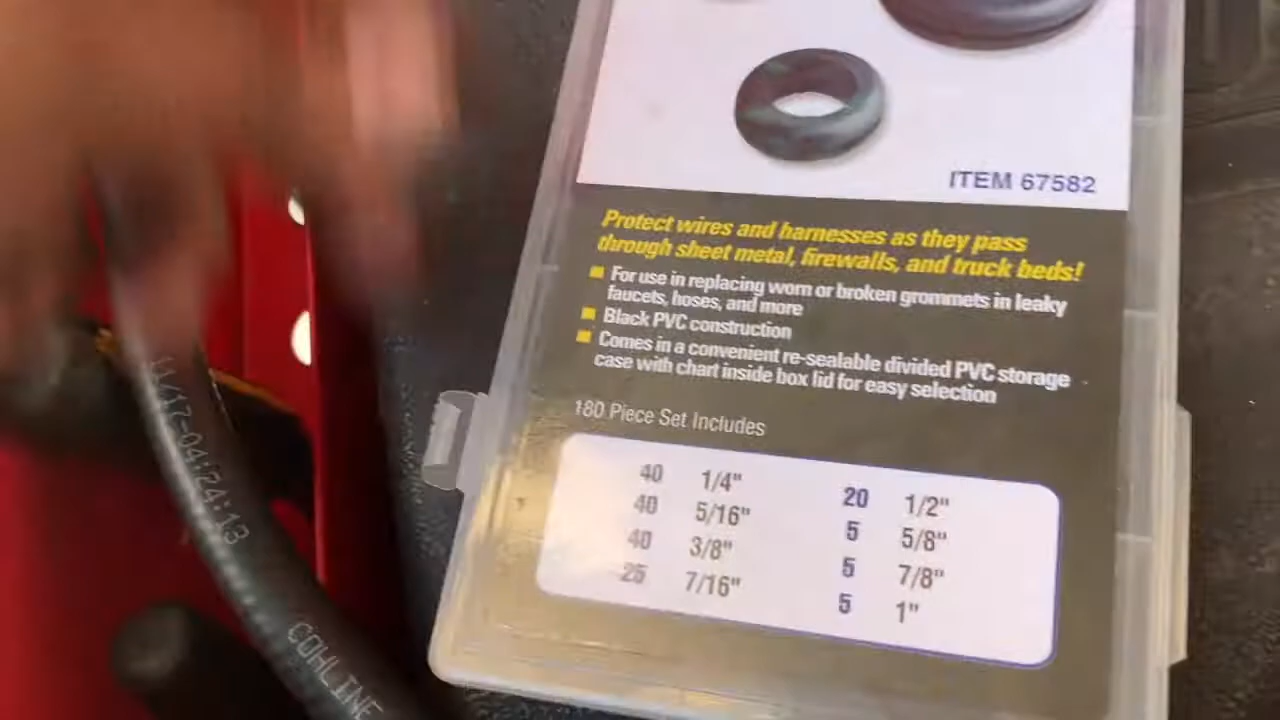 ITEM 67582
Protect wires and harnesses as they pass
through sheet metal, firewalls, and truck beds!
For use in replacing worn or broken grommets in leaky
faucets, hoses, and more
Black PVC construction
Comes in a convenient re-sealable divided PVC storage
case with chart inside box lid for easy selection
180 Piece Set Includes
40 1/4" 20 1/2"
40 5/16" 5 5/8"
40 3/8" 5 7/8"
25 7/16" 5 1"
COHLINE